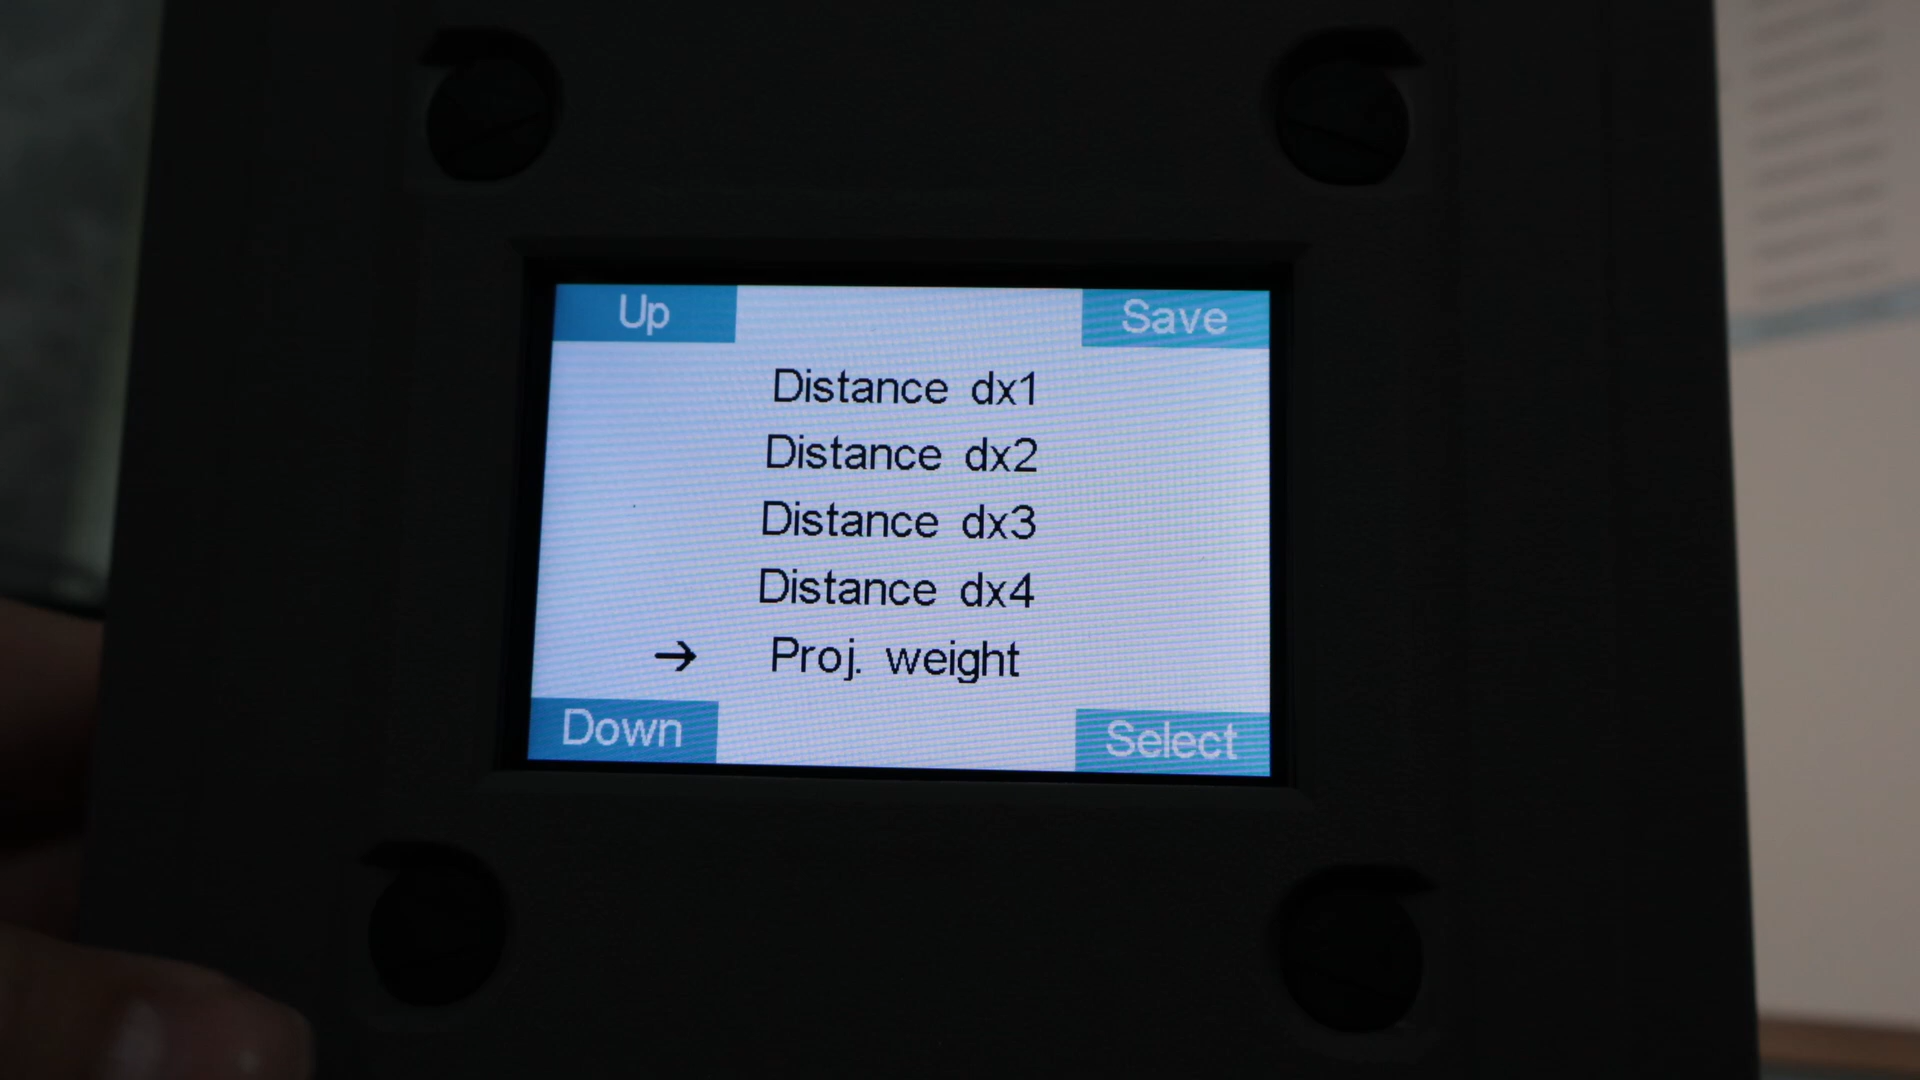 Up
Save
Distance dx1
Distance dx2
Distance dx3
Distance dx4
→ Proj. weight
Down
Select